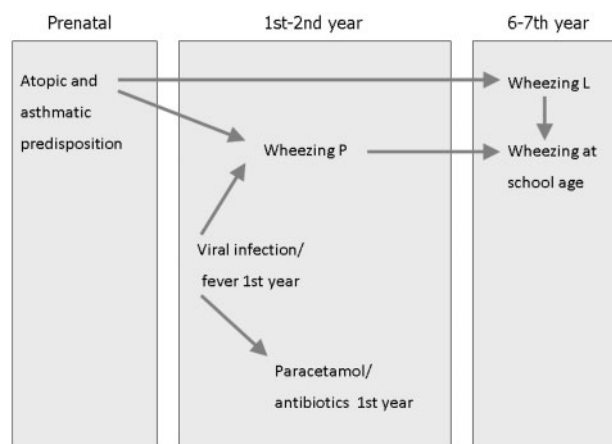 Prenatal
1st-2nd year
6-7th year
Atopic and
asthmatic
predisposition
Wheezing P
Viral infection/
fever 1st year
Paracetamol/
antibiotics 1st year
Wheezing L
Wheezing at
school age